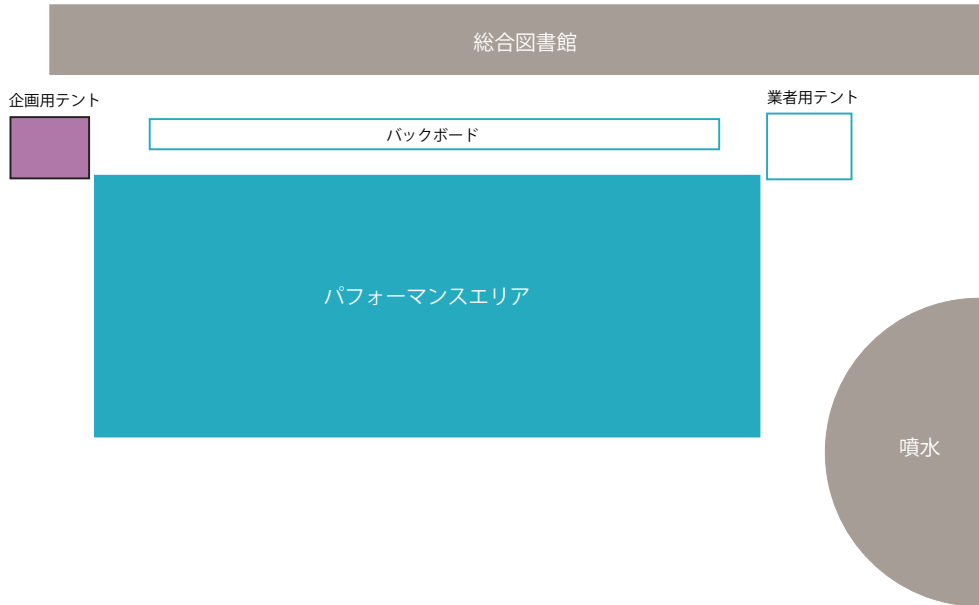 総合図書館
企画用テント
業者用テント
バックボード
パフォーマンスエリア
噴水